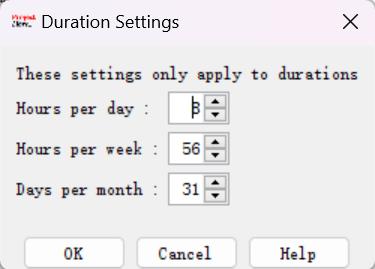 Duration Settings
These settings only apply to durations
Hours per day : 8
Hours per week : 56
Days per month : 31
OK Cancel Help